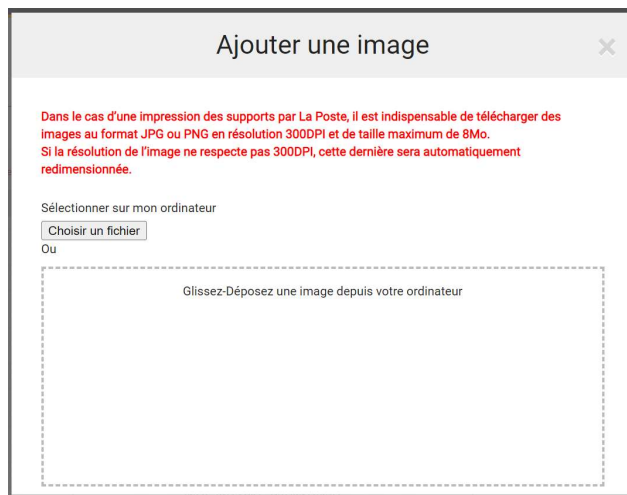 Ajouter une image
Dans le cas d'une impression des supports par La Poste, il est indispensable de télécharger des
images au format JPG ou PNG en résolution 300DPI et de taille maximum de 8Mo.
Si la résolution de l'image ne respecte pas 300DPI, cette dernière sera automatiquement
redimensionnée.
Sélectionner sur mon ordinateur
Choisir un fichier
Ou
Glissez-Déposez une image depuis votre ordinateur